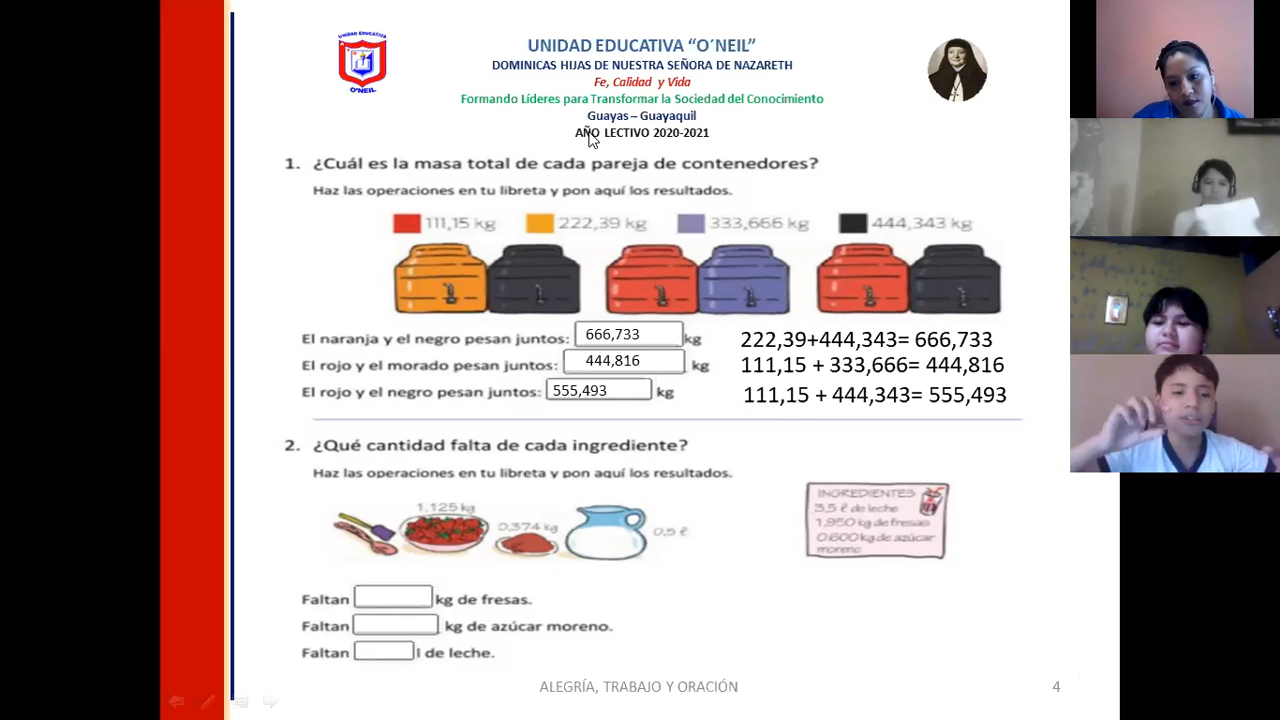 UNIDAD EDUCATIVA
O´NEIL
UNIDAD EDUCATIVA “O´NEIL”
DOMINICAS HIJAS DE NUESTRA SEÑORA DE NAZARETH
Fe, Calidad y Vida
Formando Líderes para Transformar la Sociedad del Conocimiento
Guayas – Guayaquil
AÑO LECTIVO 2020-2021
1. ¿Cuál es la masa total de cada pareja de contenedores?
Haz las operaciones en tu libreta y pon aquí los resultados.
111,15 kg 222,39 kg 333,666 kg 444,343 kg
El naranja y el negro pesan juntos: 666,733 kg 222,39+444,343= 666,733
El rojo y el morado pesan juntos: 444,816 kg 111,15 + 333,666= 444,816
El rojo y el negro pesan juntos: 555,493 kg 111,15 + 444,343= 555,493
2. ¿Qué cantidad falta de cada ingrediente?
Haz las operaciones en tu libreta y pon aquí los resultados.
1,125 kg
0,374 kg
0,5 ℓ
INGREDIENTES
3,5 ℓ de leche
1,950 kg de fresas
0,600 kg de azúcar
moreno
Faltan kg de fresas.
Faltan kg de azúcar moreno.
Faltan l de leche.
ALEGRÍA, TRABAJO Y ORACIÓN 4